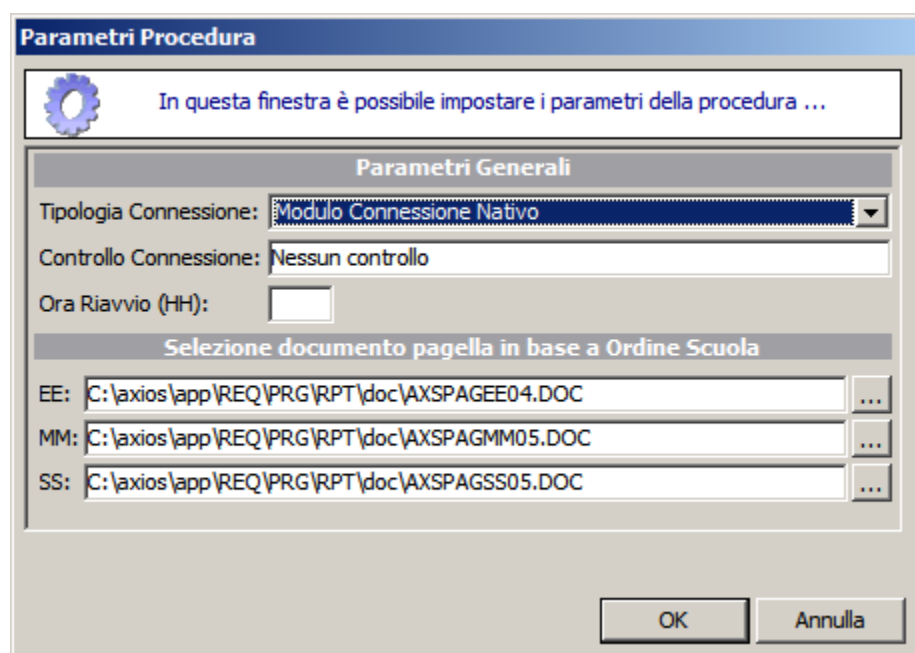 Parametri Procedura
In questa finestra è possibile impostare i parametri della procedura ...
Parametri Generali
Tipologia Connessione: Modulo Connessione Nativo
Controllo Connessione: Nessun controllo
Ora Riavvio (HH):
Selezione documento pagella in base a Ordine Scuola
EE: C:\axios\app\REQ\PRG\RPT\doc\AXSPAGEE04.DOC ...
MM: C:\axios\app\REQ\PRG\RPT\doc\AXSPAGMM05.DOC ...
SS: C:\axios\app\REQ\PRG\RPT\doc\AXSPAGSS05.DOC ...
OK Annulla